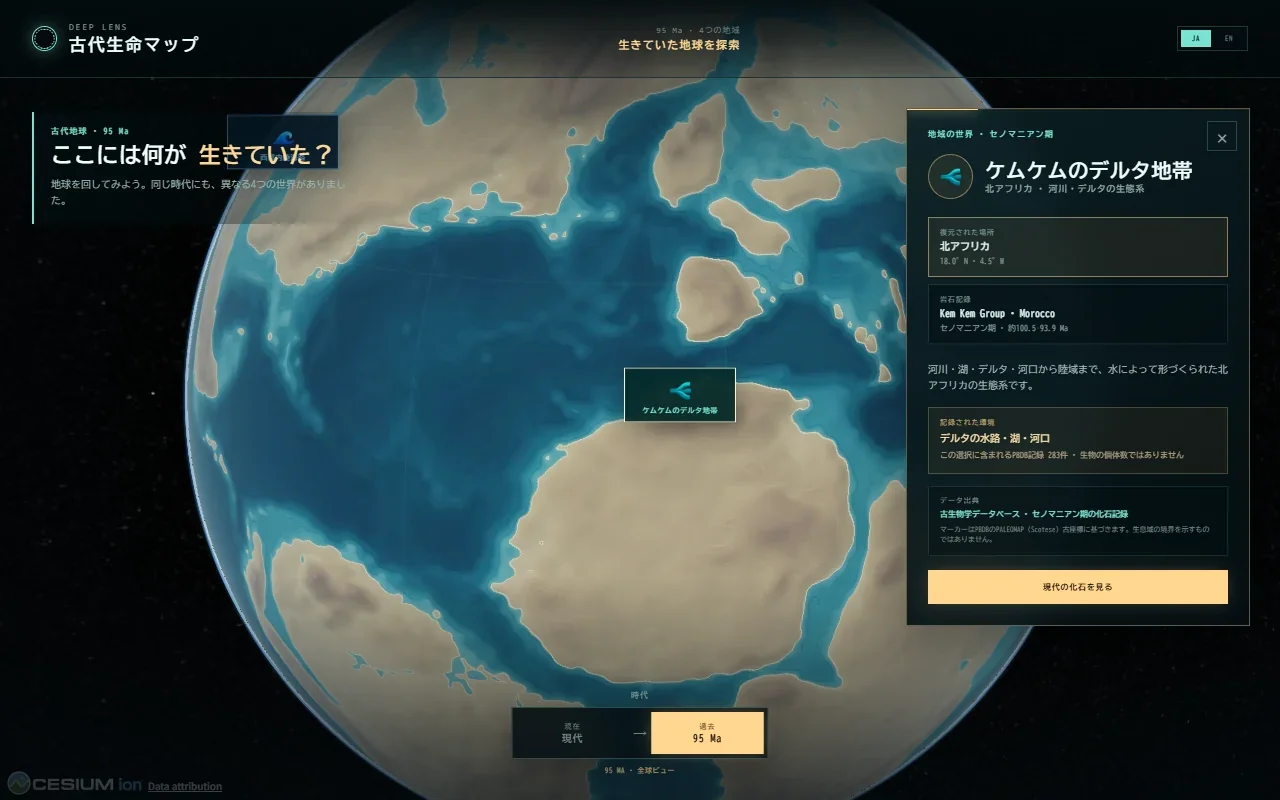 DEEP LENS
古代生命マップ
95 Ma · 4つの地域
生きていた地球を探索
JA
EN
古代地球 · 95 Ma
ここには何が 生きていた？
地球を回してみよう。同じ時代にも、異なる4つの世界がありまし
た。
ケムケムのデルタ地帯
地域の世界 · セノマニアン期
×
ケムケムのデルタ地帯
北アフリカ · 河川・デルタの生態系
復元された場所
北アフリカ
18.0° N · 4.5° W
岩石記録
Kem Kem Group · Morocco
セノマニアン期 · 約100.5–93.9 Ma
河川・湖・デルタ・河口から陸域まで、水によって形づくられた北
アフリカの生態系です。
記録された環境
デルタの水路・湖・河口
この選択に含まれるPBDB記録 283件 · 生物の個体数ではありません
データ出典
古生物学データベース · セノマニアン期の化石記録
マーカーはPBDBのPALEOMAP（Scotese）古座標に基づきます。生息域の境界を示すもの
ではありません。
現代の化石を見る
時代
現在
現代
→
過去
95 Ma
95 MA · 全球ビュー
CESIUM ion
Data attribution